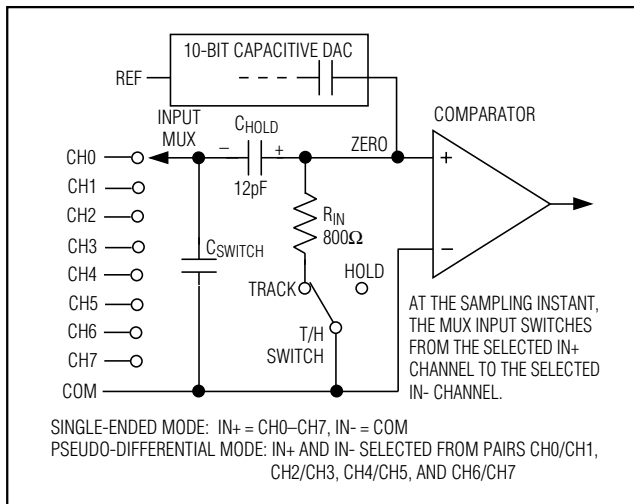 10-BIT CAPACITIVE DAC
REF
INPUT
MUX
CHOLD
12pF
ZERO
COMPARATOR
CH0
CH1
CH2
CH3
CH4
CH5
CH6
CH7
COM
CSWITCH
RIN
800Ω
TRACK
HOLD
T/H
SWITCH
AT THE SAMPLING INSTANT,
THE MUX INPUT SWITCHES
FROM THE SELECTED IN+
CHANNEL TO THE SELECTED
IN- CHANNEL.
− +
+
−
SINGLE-ENDED MODE: IN+ = CH0–CH7, IN- = COM
PSEUDO-DIFFERENTIAL MODE: IN+ AND IN- SELECTED FROM PAIRS CH0/CH1,
CH2/CH3, CH4/CH5, AND CH6/CH7